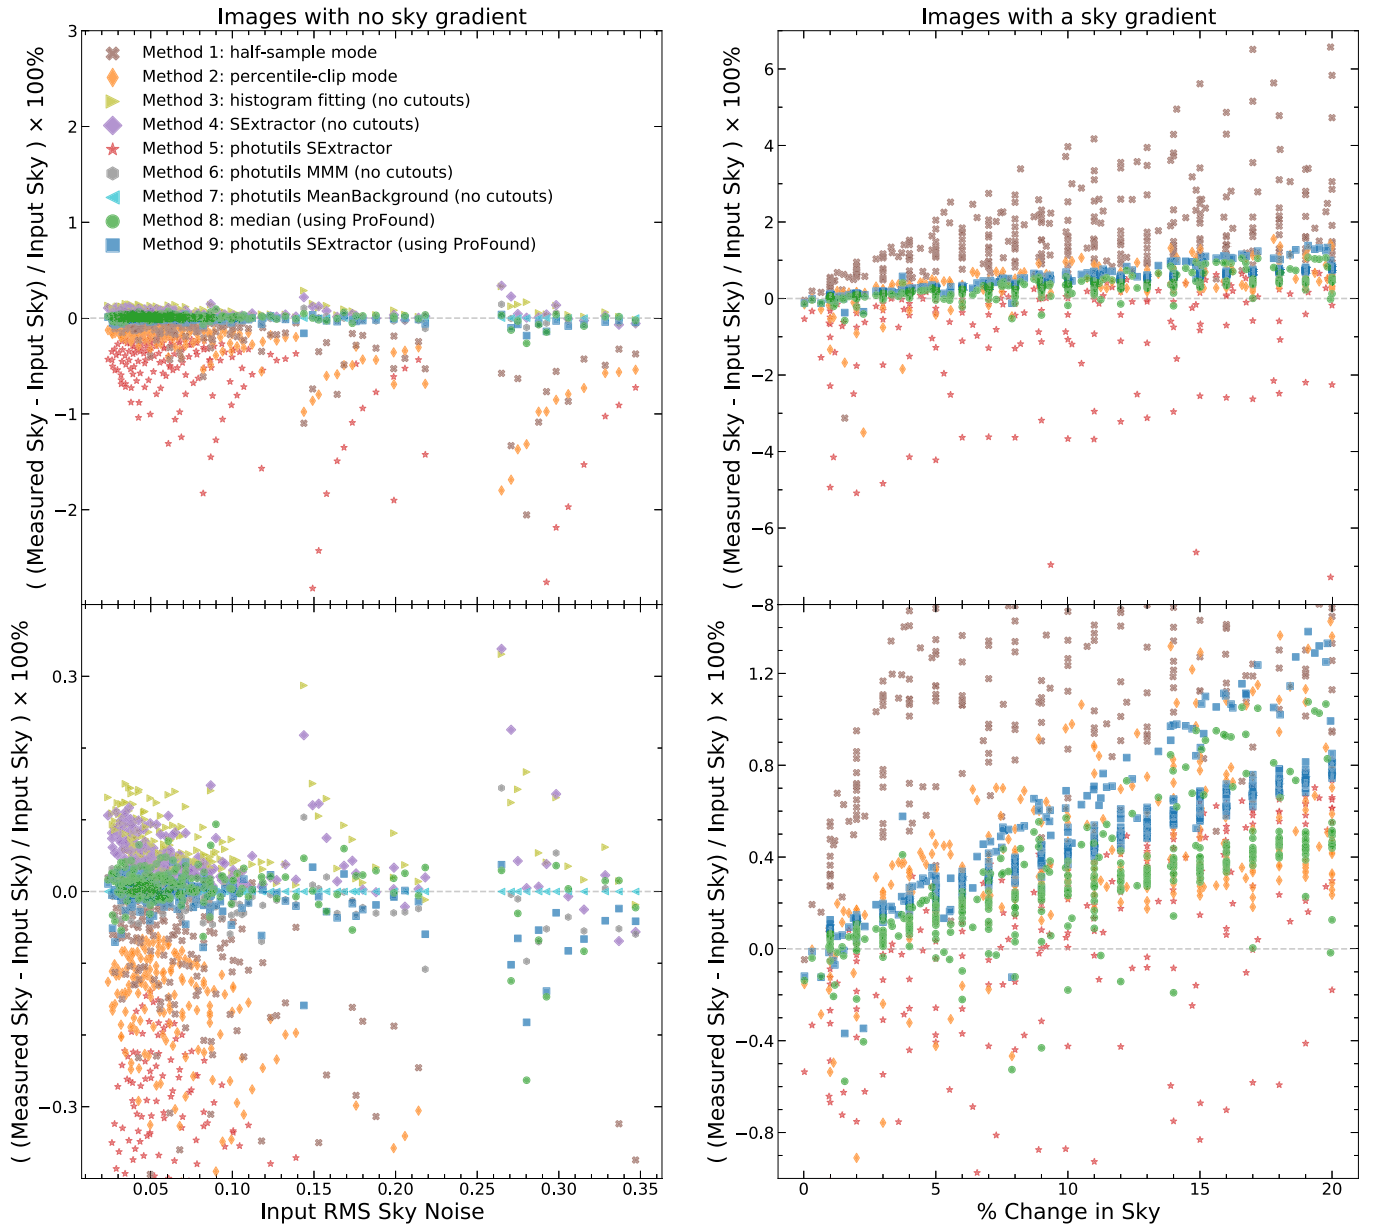 Images with no sky gradient
Images with a sky gradient
( (Measured Sky - Input Sky) / Input Sky ) × 100%
3
2
1
0
−1
−2
Method 1: half-sample mode
Method 2: percentile-clip mode
Method 3: histogram fitting (no cutouts)
Method 4: SExtractor (no cutouts)
Method 5: photutils SExtractor
Method 6: photutils MMM (no cutouts)
Method 7: photutils MeanBackground (no cutouts)
Method 8: median (using ProFound)
Method 9: photutils SExtractor (using ProFound)
( (Measured Sky - Input Sky) / Input Sky ) × 100%
6
4
2
0
−2
−4
−6
−8
( (Measured Sky - Input Sky) / Input Sky ) × 100%
0.3
0.0
−0.3
0.05 0.10 0.15 0.20 0.25 0.30 0.35
Input RMS Sky Noise
( (Measured Sky - Input Sky) / Input Sky ) × 100%
1.2
0.8
0.4
0.0
−0.4
−0.8
0 5 10 15 20
% Change in Sky